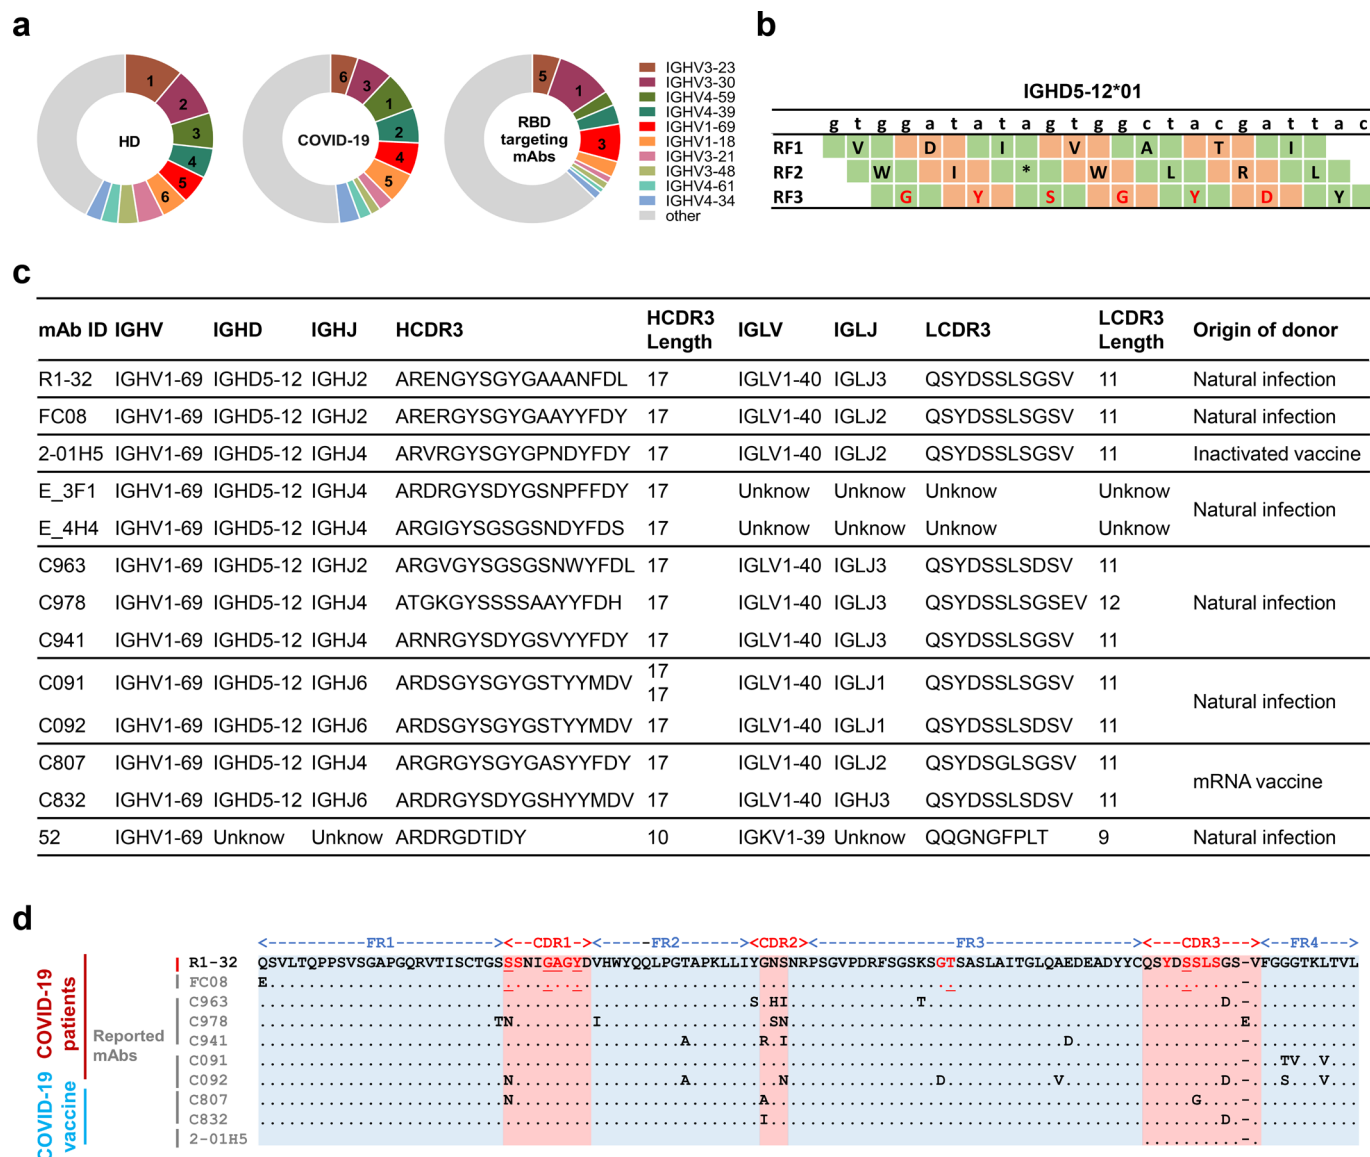 a
1
2
3
4
5
6
HD
6
3
1
2
4
5
COVID-19
5
1
3
RBD
targeting
mAbs
IGHV3-23
IGHV3-30
IGHV4-59
IGHV4-39
IGHV1-69
IGHV1-18
IGHV3-21
IGHV3-48
IGHV4-61
IGHV4-34
other
b
IGHD5-12*01
g t g g a t a t a g t g g c t a c g a t t a c
RF1 V D I V A T I
RF2 W I * W L R L
RF3 G Y S G Y D Y
c
mAb ID IGHV IGHD IGHJ HCDR3 HCDR3 Length IGLV IGLJ LCDR3 LCDR3 Length Origin of donor
R1-32 IGHV1-69 IGHD5-12 IGHJ2 ARENGYSGYGAAANFDL 17 IGLV1-40 IGLJ3 QSYDSSLSGSV 11 Natural infection
FC08 IGHV1-69 IGHD5-12 IGHJ2 ARERGYSGYGAAYYFDY 17 IGLV1-40 IGLJ2 QSYDSSLSGSV 11 Natural infection
2-01H5 IGHV1-69 IGHD5-12 IGHJ4 ARVRGYSGYGPNDYFDY 17 IGLV1-40 IGLJ2 QSYDSSLSGSV 11 Inactivated vaccine
E_3F1 IGHV1-69 IGHD5-12 IGHJ4 ARDRGYSDYGSNPFFDY 17 Unknow Unknow Unknow Unknow
Natural infection
E_4H4 IGHV1-69 IGHD5-12 IGHJ4 ARGIGYSGSGSNDYFDS 17 Unknow Unknow Unknow Unknow
C963 IGHV1-69 IGHD5-12 IGHJ2 ARGVGYSGSGSNWYFDL 17 IGLV1-40 IGLJ3 QSYDSSLSDSV 11
C978 IGHV1-69 IGHD5-12 IGHJ4 ATGKGYSSSSAAYYFDH 17 IGLV1-40 IGLJ3 QSYDSSLSGSEV 12 Natural infection
C941 IGHV1-69 IGHD5-12 IGHJ4 ARNRGYSDYGSVYYFDY 17 IGLV1-40 IGLJ3 QSYDSSLSGSV 11
C091 IGHV1-69 IGHD5-12 IGHJ6 ARDSGYSGYGSTYYMDV 17 17 IGLV1-40 IGLJ1 QSYDSSLSGSV 11
Natural infection
C092 IGHV1-69 IGHD5-12 IGHJ6 ARDSGYSGYGSTYYMDV 17 IGLV1-40 IGLJ1 QSYDSSLSDSV 11
C807 IGHV1-69 IGHD5-12 IGHJ4 ARGRGYSGYGASYYFDY 17 IGLV1-40 IGLJ2 QSYDSGLSGSV 11
mRNA vaccine
C832 IGHV1-69 IGHD5-12 IGHJ6 ARDRGYSDYGSHYYMDV 17 IGLV1-40 IGHJ3 QSYDSSLSDSV 11
52 IGHV1-69 Unknow Unknow ARDRGDTIDY 10 IGKV1-39 Unknow QQGNGFPLT 9 Natural infection
d
<-----------FR1-----------><--CDR1-><------FR2-------><CDR2><---------------FR3---------------><---CDR3---><---FR4--->
R1-32 QSVLTQPPSVSGAPGQRVTISCTGSSSNIGAGYDVHWYQQLPGTAPKLLIYGNSNRPSGVPDRFSGSKSGTSASLAITGLQAEDEADYYCQSYDSSLSGS-VFGGGTKLTVL
FC08 E -
C963 S HI T D -
C978 TN I SN E
C941 A R I D -
C091 - TV V
C092 N A N D V D - S V
C807 N A G -
C832 I D -
2-01H5 -
COVID-19 patients
COVID-19 vaccine
Reported
mAbs